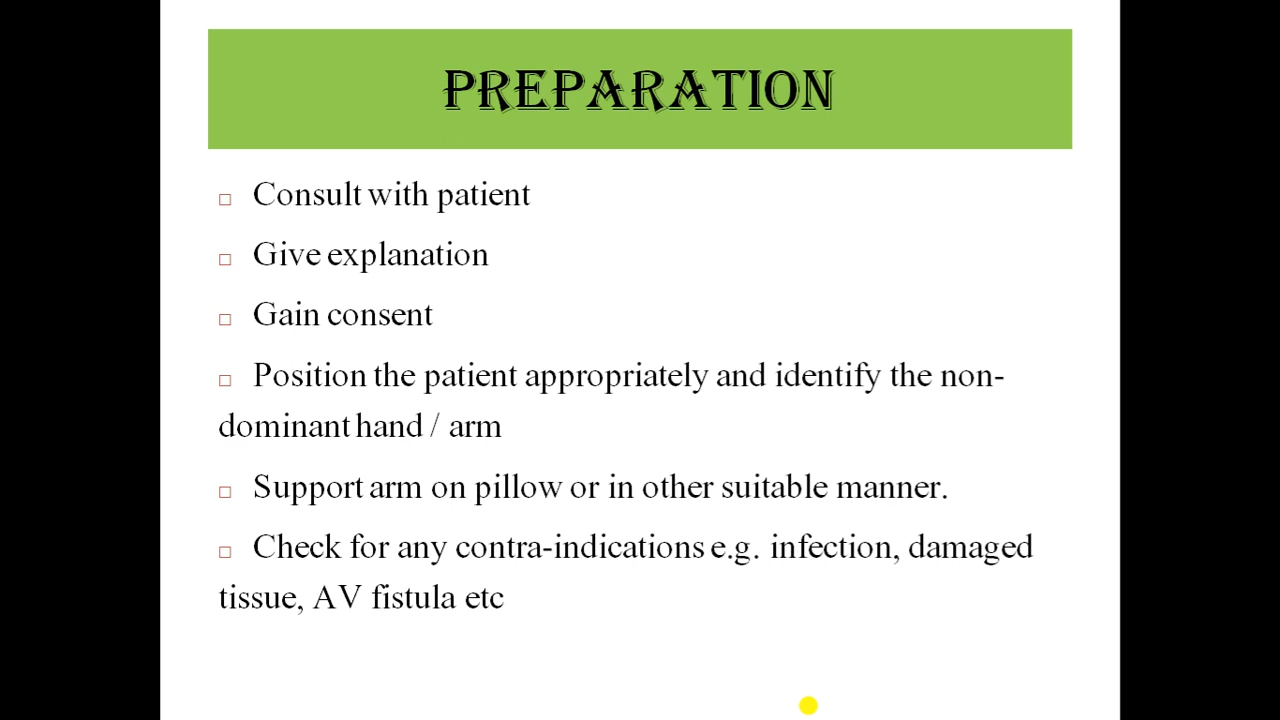 PREPARATION
□ Consult with patient
□ Give explanation
□ Gain consent
□ Position the patient appropriately and identify the non-
dominant hand / arm
□ Support arm on pillow or in other suitable manner.
□ Check for any contra-indications e.g. infection, damaged
tissue, AV fistula etc